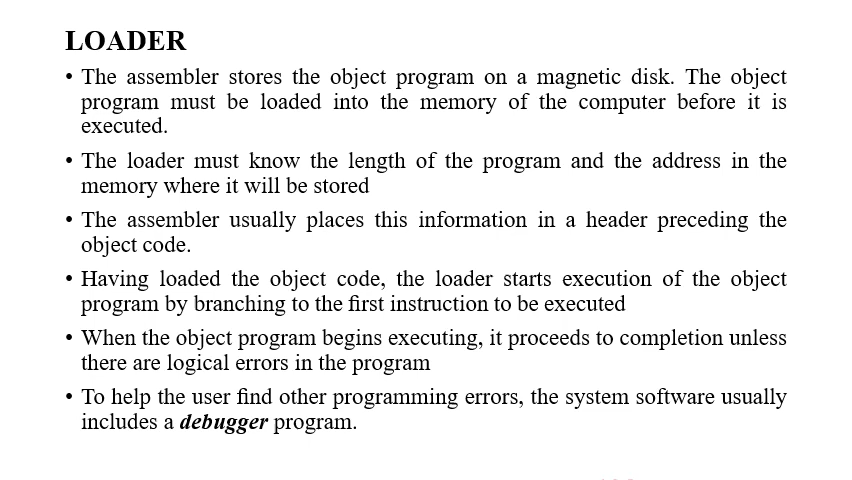 LOADER
• The assembler stores the object program on a magnetic disk. The object
program must be loaded into the memory of the computer before it is
executed.
• The loader must know the length of the program and the address in the
memory where it will be stored
• The assembler usually places this information in a header preceding the
object code.
• Having loaded the object code, the loader starts execution of the object
program by branching to the first instruction to be executed
• When the object program begins executing, it proceeds to completion unless
there are logical errors in the program
• To help the user find other programming errors, the system software usually
includes a debugger program.